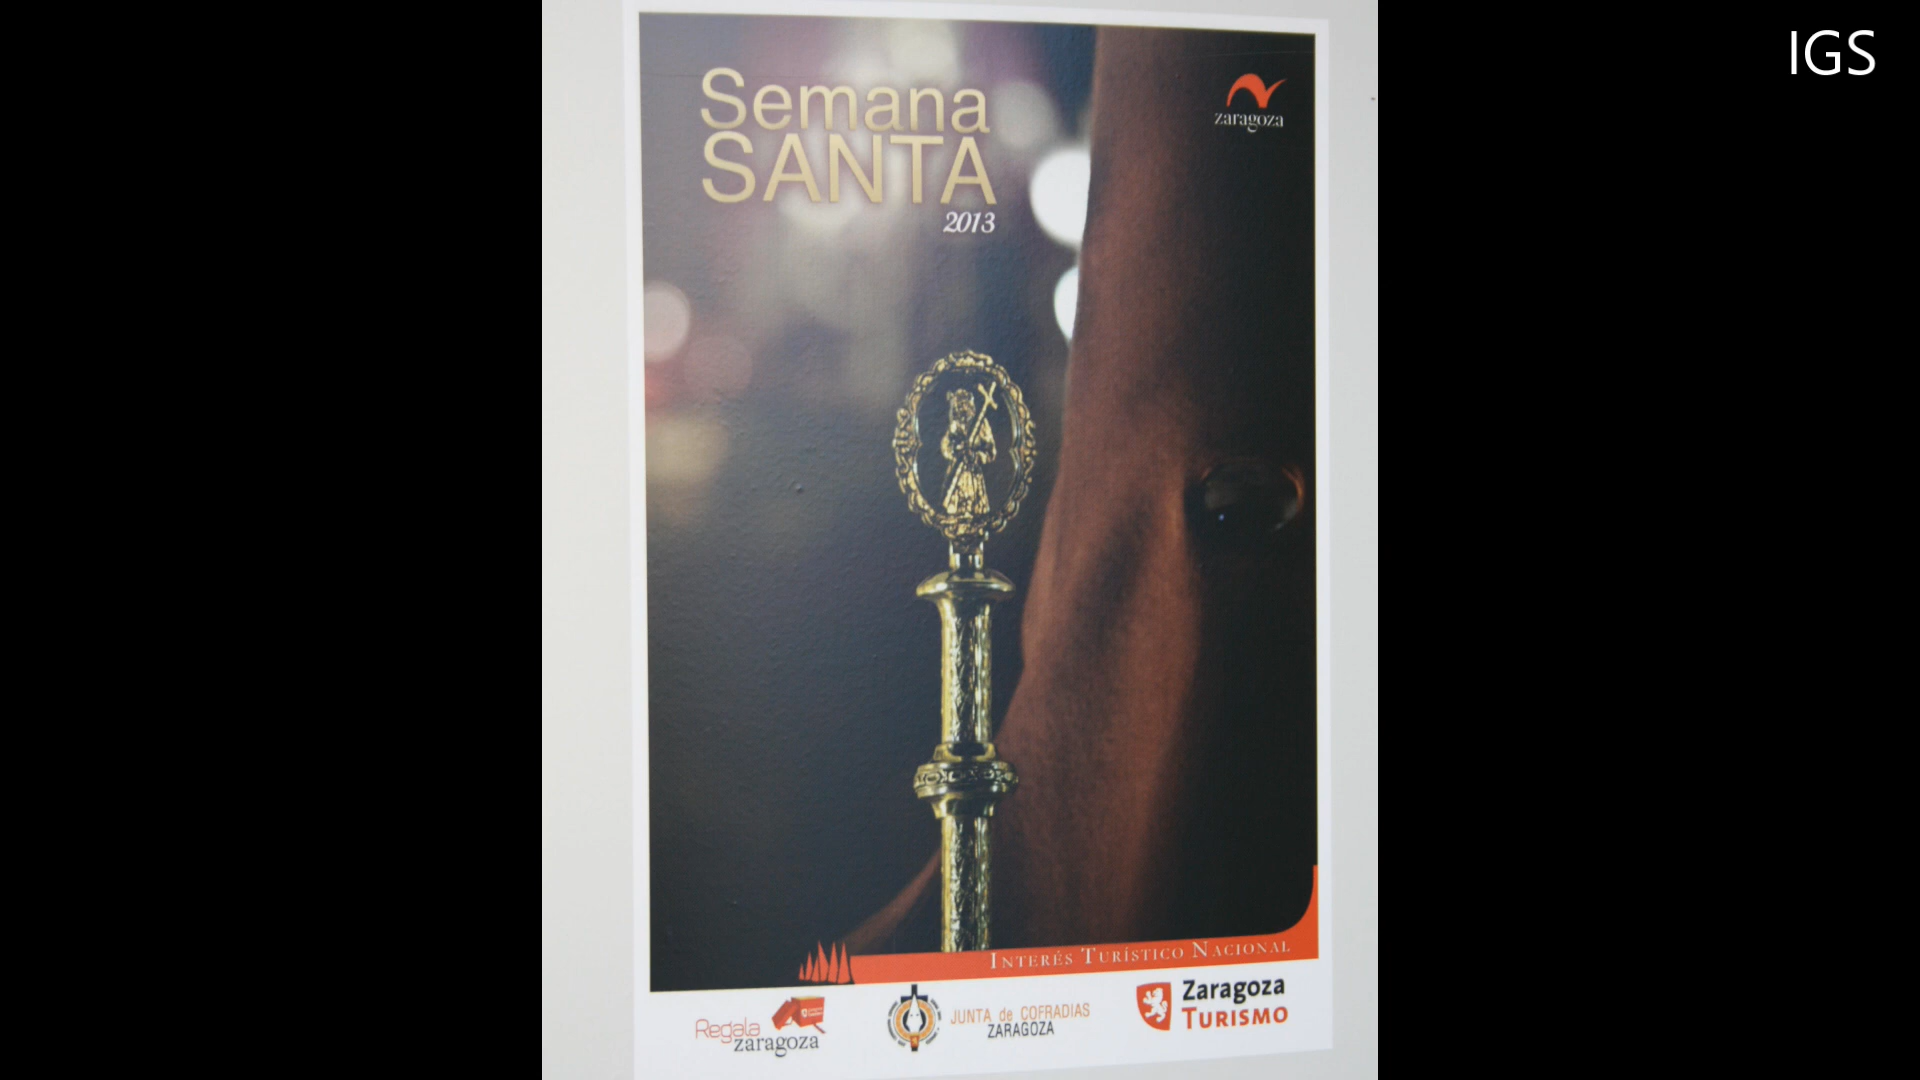 IGS
Semana
SANTA
2013
zaragoza
INTERÉS TURÍSTICO NACIONAL
Regala
zaragoza
JUNTA de COFRADIAS
ZARAGOZA
Zaragoza
TURISMO